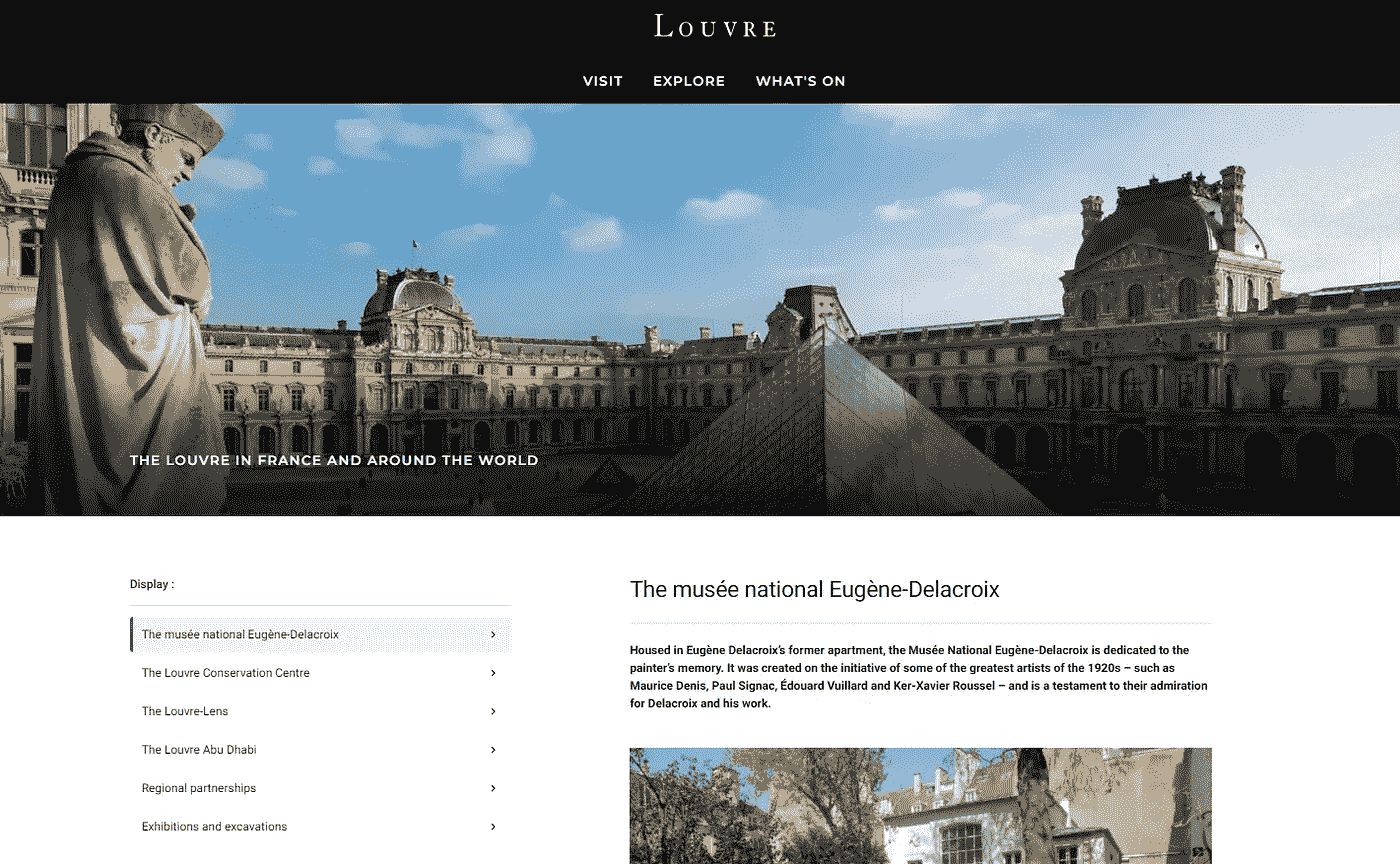 LOUVRE
VISIT EXPLORE WHAT'S ON
THE LOUVRE IN FRANCE AND AROUND THE WORLD
Display :
The musée national Eugène-Delacroix
The Louvre Conservation Centre
The Louvre-Lens
The Louvre Abu Dhabi
Regional partnerships
Exhibitions and excavations
The musée national Eugène-Delacroix
Housed in Eugène Delacroix's former apartment, the Musée National Eugène-Delacroix is dedicated to the
painter's memory. It was created on the initiative of some of the greatest artists of the 1920s – such as
Maurice Denis, Paul Signac, Édouard Vuillard and Ker-Xavier Roussel – and is a testament to their admiration
for Delacroix and his work.